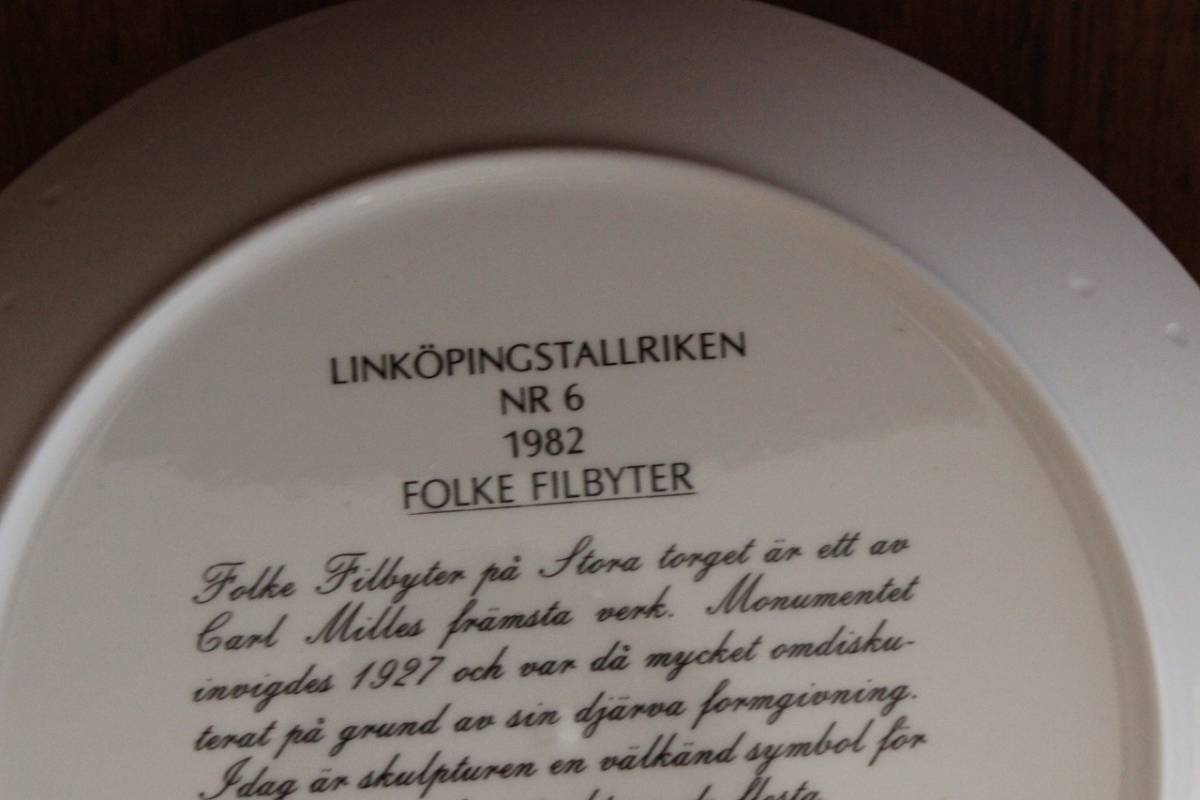 LINKÖPINGSTALLRIKEN
NR 6
1982
FOLKE FILBYTER
Folke Filbyter på Stora torget är ett av
Carl Milles främsta verk. Monumentet
invigdes 1927 och var då mycket omdisku-
terat på grund av sin djärva formgivning.
Idag är skulpturen en välkänd symbol för